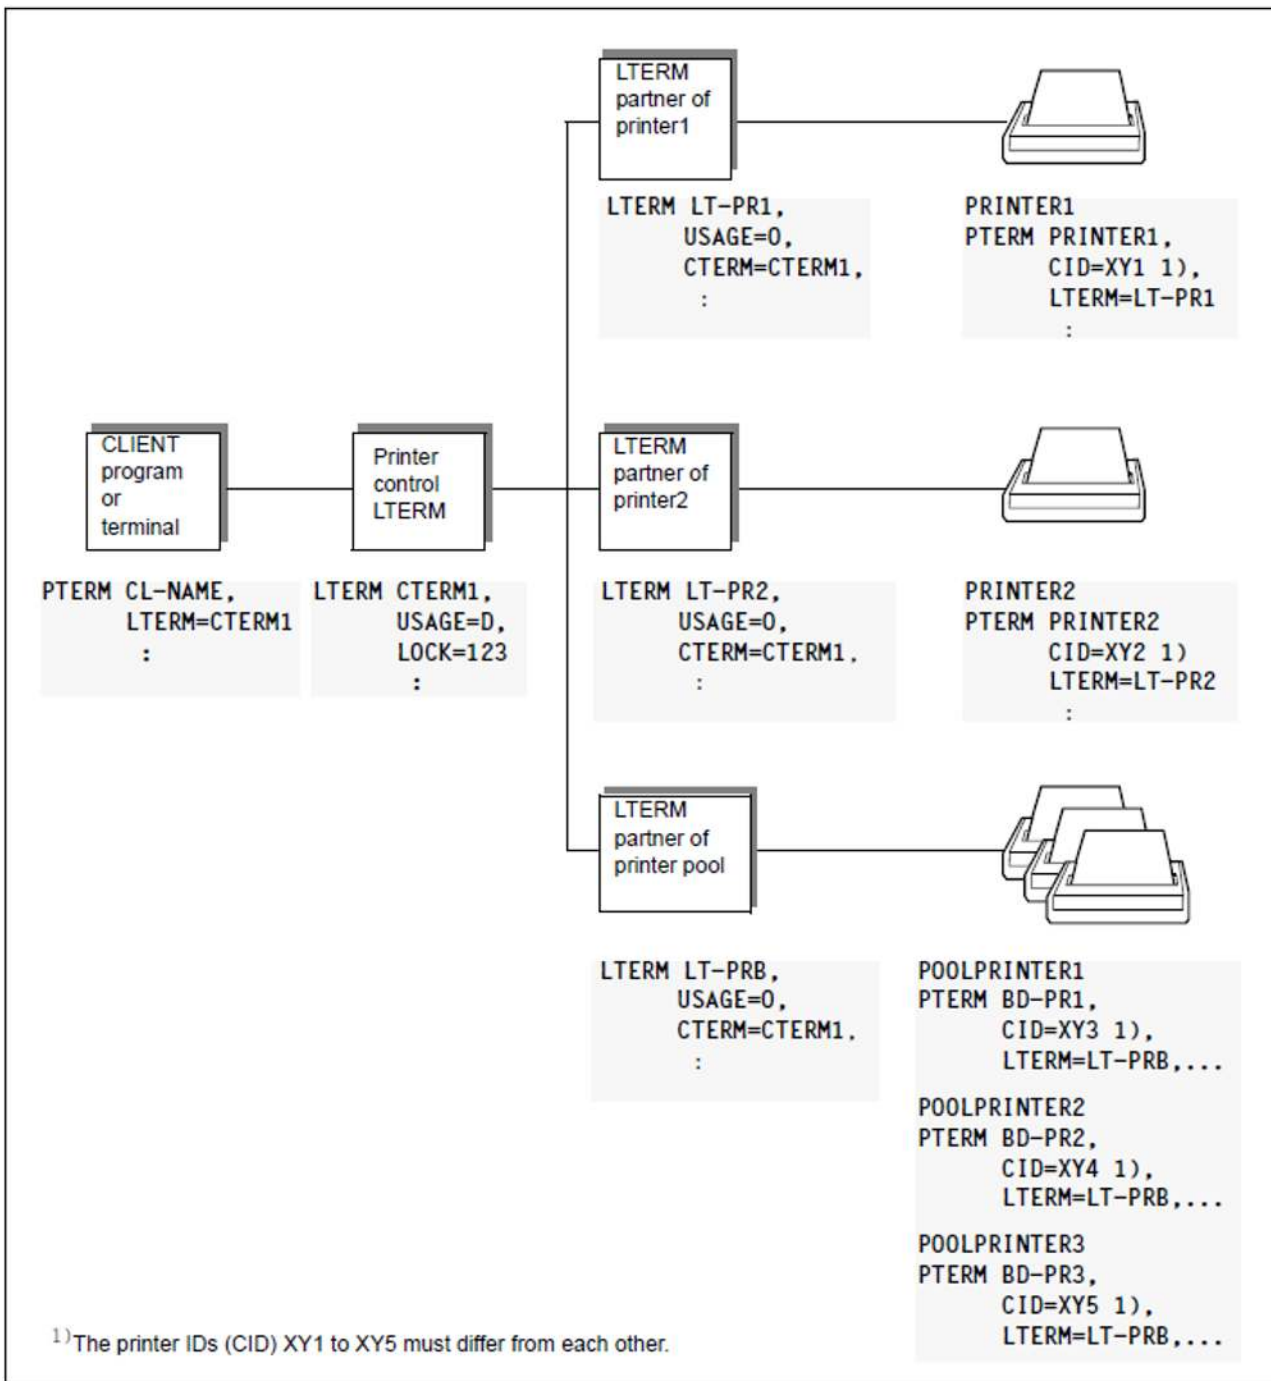 LTERM
partner of
printer1
LTERM LT-PR1,
USAGE=O,
CTERM=CTERM1,
:
PRINTER1
PTERM PRINTER1,
CID=XY1 1),
LTERM=LT-PR1
:
CLIENT
program
or
terminal
PTERM CL-NAME,
LTERM=CTERM1
:
Printer
control
LTERM
LTERM CTERM1,
USAGE=D,
LOCK=123
:
LTERM
partner of
printer2
LTERM LT-PR2,
USAGE=O,
CTERM=CTERM1,
:
PRINTER2
PTERM PRINTER2
CID=XY2 1)
LTERM=LT-PR2
:
LTERM
partner of
printer pool
LTERM LT-PRB,
USAGE=O,
CTERM=CTERM1,
:
POOLPRINTER1
PTERM BD-PR1,
CID=XY3 1),
LTERM=LT-PRB,...
POOLPRINTER2
PTERM BD-PR2,
CID=XY4 1),
LTERM=LT-PRB,...
POOLPRINTER3
PTERM BD-PR3,
CID=XY5 1),
LTERM=LT-PRB,...
1) The printer IDs (CID) XY1 to XY5 must differ from each other.